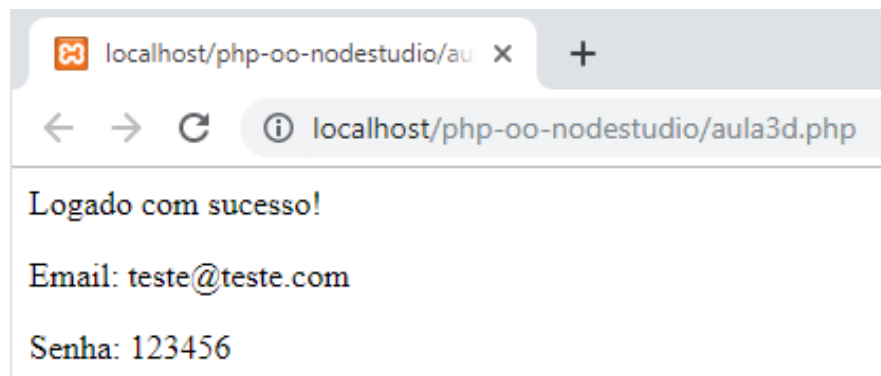 localhost/php-oo-nodestudio/au
localhost/php-oo-nodestudio/aula3d.php
Logado com sucesso!
Email: teste@teste.com
Senha: 123456